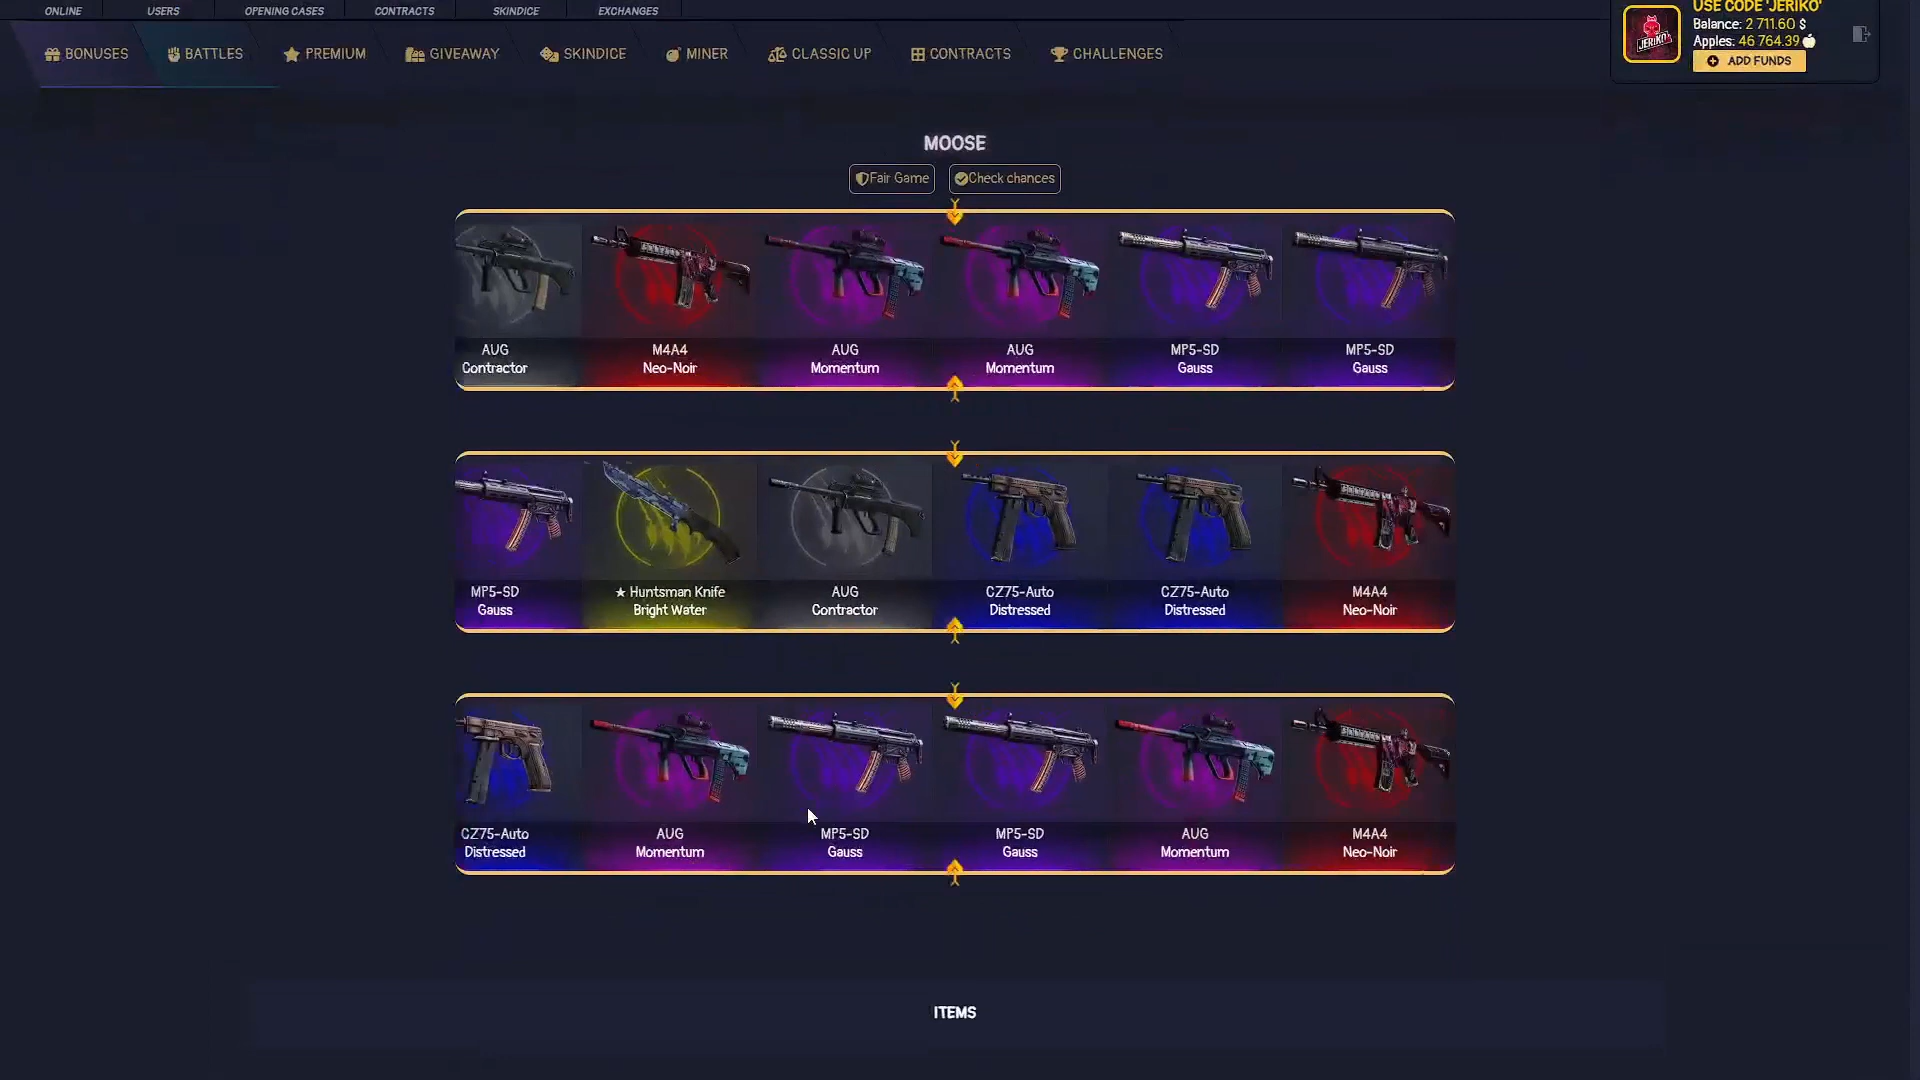 ONLINE USERS OPENING CASES CONTRACTS SKINDICE EXCHANGES
USE CODE 'JERIKO'
Balance: 2 711.60 $
Apples: 46 764.39
ADD FUNDS
JERIKO
BONUSES BATTLES PREMIUM GIVEAWAY SKINDICE MINER CLASSIC UP CONTRACTS CHALLENGES
MOOSE
Fair Game Check chances
AUG M4A4 AUG AUG MP5-SD MP5-SD
Contractor Neo-Noir Momentum Momentum Gauss Gauss
MP5-SD ★ Huntsman Knife AUG CZ75-Auto CZ75-Auto M4A4
Gauss Bright Water Contractor Distressed Distressed Neo-Noir
CZ75-Auto AUG MP5-SD MP5-SD AUG M4A4
Distressed Momentum Gauss Gauss Momentum Neo-Noir
ITEMS